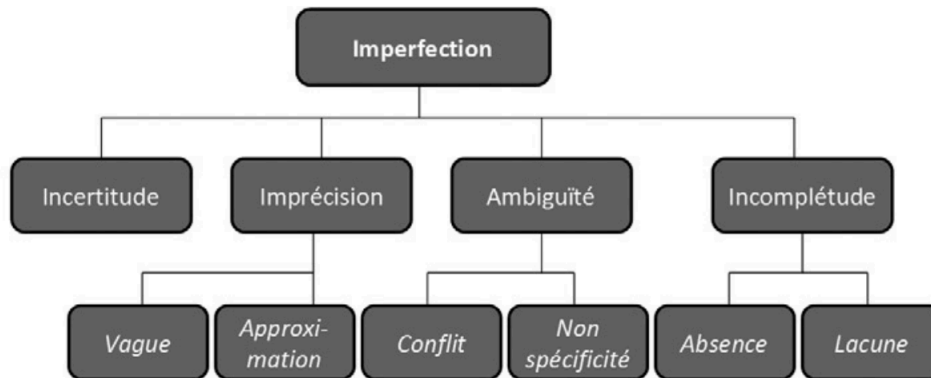 Imperfection
Incertitude
Imprécision
Ambiguïté
Incomplétude
Vague
Approxi-
mation
Conflit
Non
spécificité
Absence
Lacune